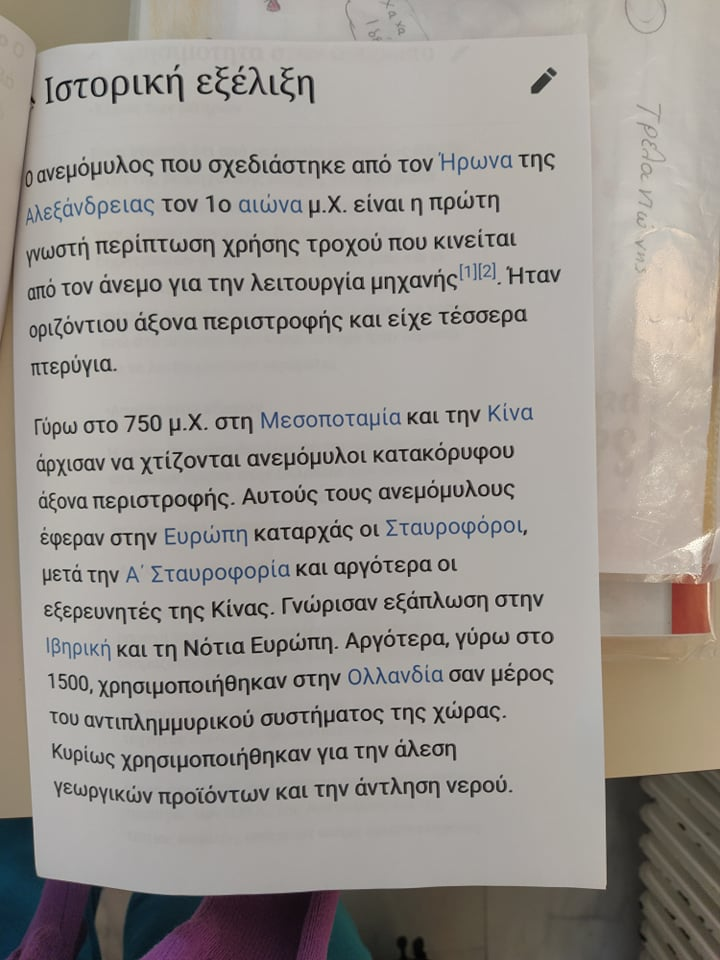 Ιστορική εξέλιξη
Ο ανεμόμυλος που σχεδιάστηκε από τον Ήρωνα της
Αλεξάνδρειας τον 1ο αιώνα μ.Χ. είναι η πρώτη
γνωστή περίπτωση χρήσης τροχού που κινείται
από τον άνεμο για την λειτουργία μηχανής[1][2]. Ήταν
οριζόντιου άξονα περιστροφής και είχε τέσσερα
πτερύγια.
Γύρω στο 750 μ.Χ. στη Μεσοποταμία και την Κίνα
άρχισαν να χτίζονται ανεμόμυλοι κατακόρυφου
άξονα περιστροφής. Αυτούς τους ανεμόμυλους
έφεραν στην Ευρώπη καταρχάς οι Σταυροφόροι,
μετά την Α΄ Σταυροφορία και αργότερα οι
εξερευνητές της Κίνας. Γνώρισαν εξάπλωση στην
Ιβηρική και τη Νότια Ευρώπη. Αργότερα, γύρω στο
1500, χρησιμοποιήθηκαν στην Ολλανδία σαν μέρος
του αντιπλημμυρικού συστήματος της χώρας.
Κυρίως χρησιμοποιήθηκαν για την άλεση
γεωργικών προϊόντων και την άντληση νερού.